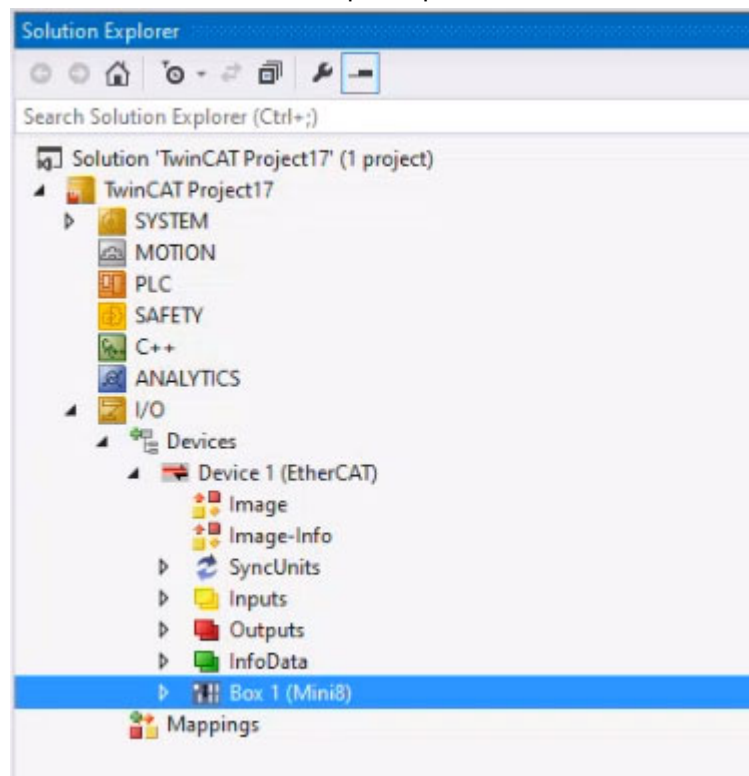 Solution Explorer
Search Solution Explorer (Ctrl+;)
Solution 'TwinCAT Project17' (1 project)
TwinCAT Project17
SYSTEM
MOTION
PLC
SAFETY
C++
ANALYTICS
I/O
Devices
Device 1 (EtherCAT)
Image
Image-Info
SyncUnits
Inputs
Outputs
InfoData
Box 1 (Mini8)
Mappings